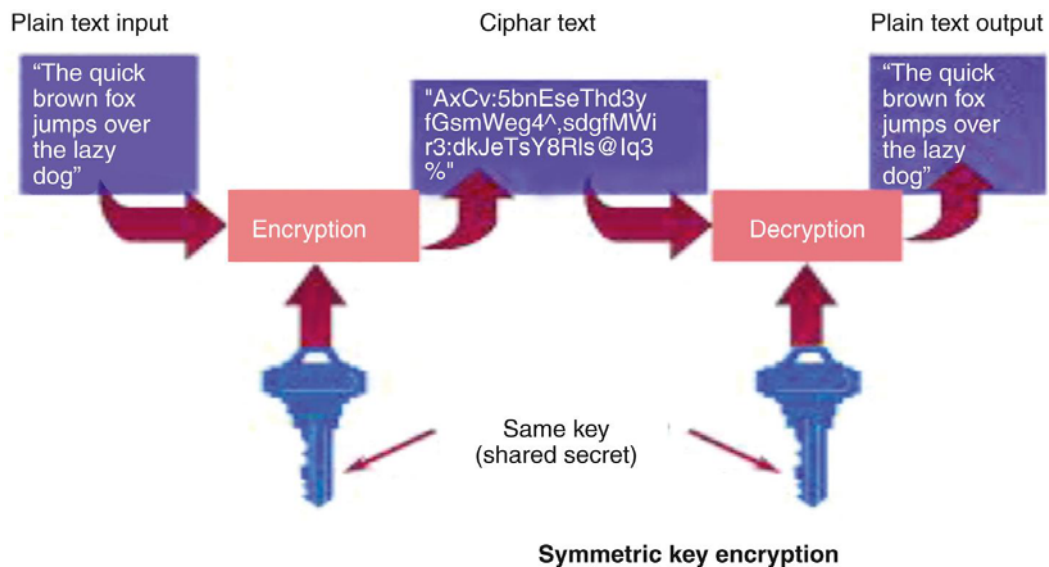 Plain text input
Ciphar text
Plain text output
“The quick
brown fox
jumps over
the lazy
dog”
"AxCv:5bnEseThd3y
fGsmWeg4^,sdgfMWi
r3:dkJeTsY8Rls@Iq3
%"
“The quick
brown fox
jumps over
the lazy
dog”
Encryption
Decryption
Same key
(shared secret)
Symmetric key encryption